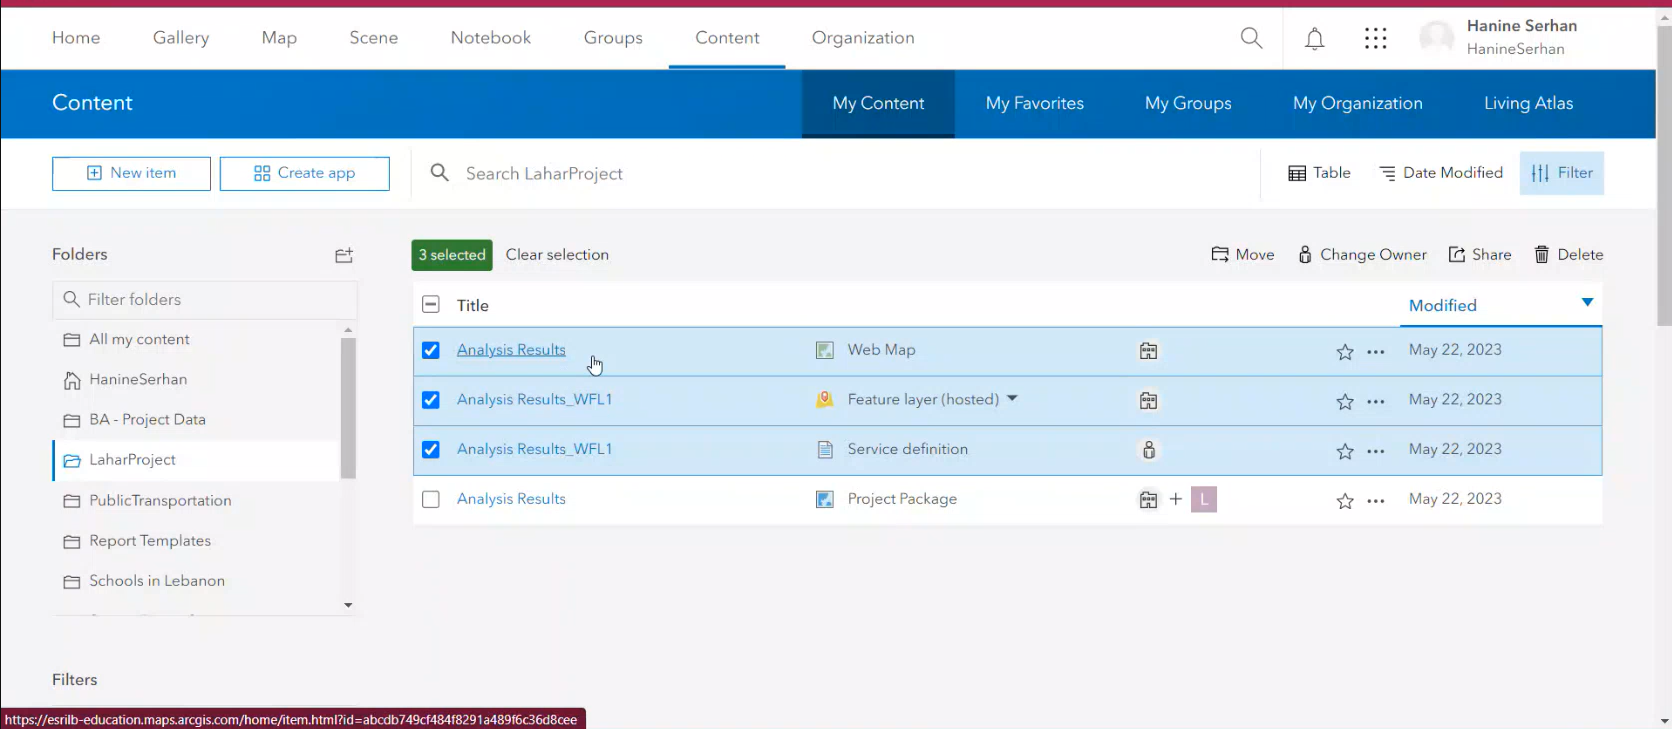 Home Gallery Map Scene Notebook Groups Content Organization
Hanine Serhan
HanineSerhan
Content My Content My Favorites My Groups My Organization Living Atlas
New item Create app Search LaharProject Table Date Modified Filter
Folders
Filter folders
All my content
HanineSerhan
BA - Project Data
LaharProject
PublicTransportation
Report Templates
Schools in Lebanon
Filters
3 selected Clear selection Move Change Owner Share Delete
Title Modified
Analysis Results Web Map May 22, 2023
Analysis Results_WFL1 Feature layer (hosted) May 22, 2023
Analysis Results_WFL1 Service definition May 22, 2023
Analysis Results Project Package + L May 22, 2023
https://esrilb-education.maps.arcgis.com/home/item.html?id=abcdb749cf484f8291a489f6c36d8cee